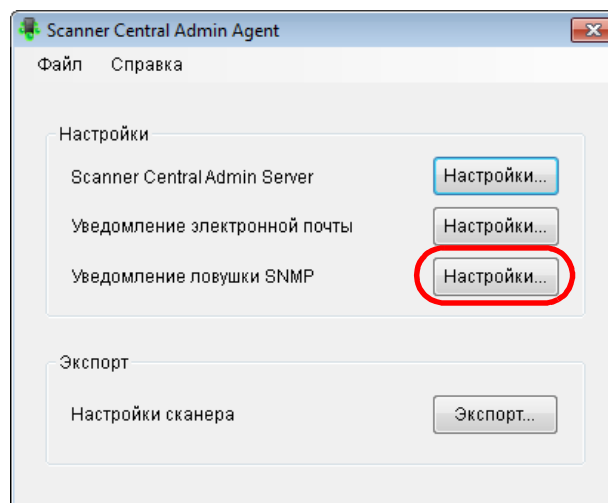 Scanner Central Admin Agent
Файл Справка
Настройки
Scanner Central Admin Server Настройки...
Уведомление электронной почты Настройки...
Уведомление ловушки SNMP Настройки...
Экспорт
Настройки сканера Экспорт...